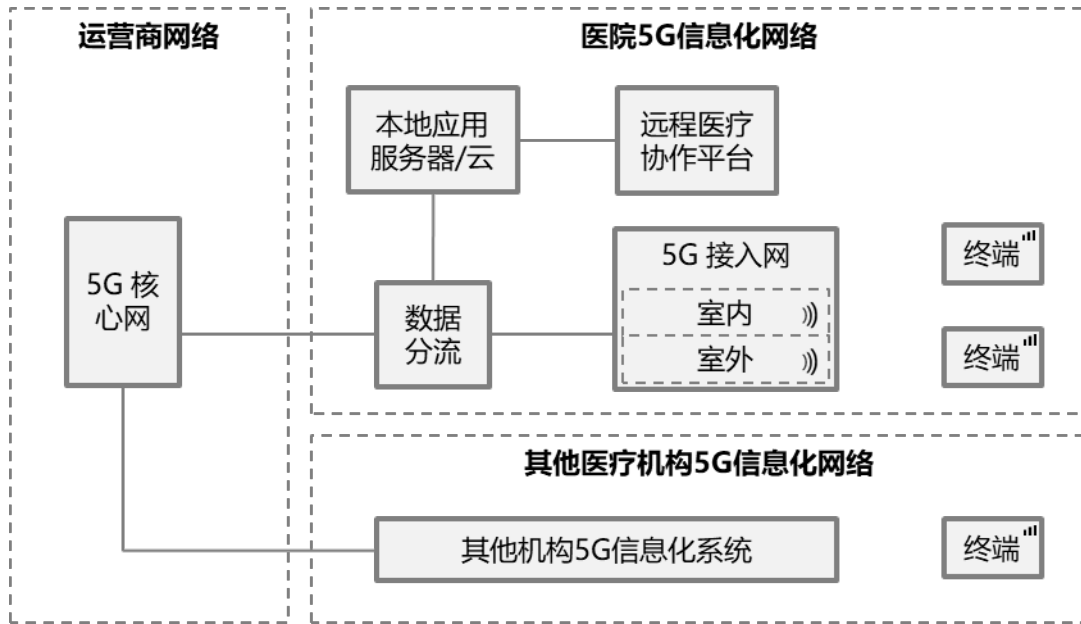 运营商网络
医院5G信息化网络
本地应用
服务器/云
远程医疗
协作平台
5G 核
心网
数据
分流
5G 接入网
室内
室外
终端
终端
其他医疗机构5G信息化网络
其他机构5G信息化系统
终端